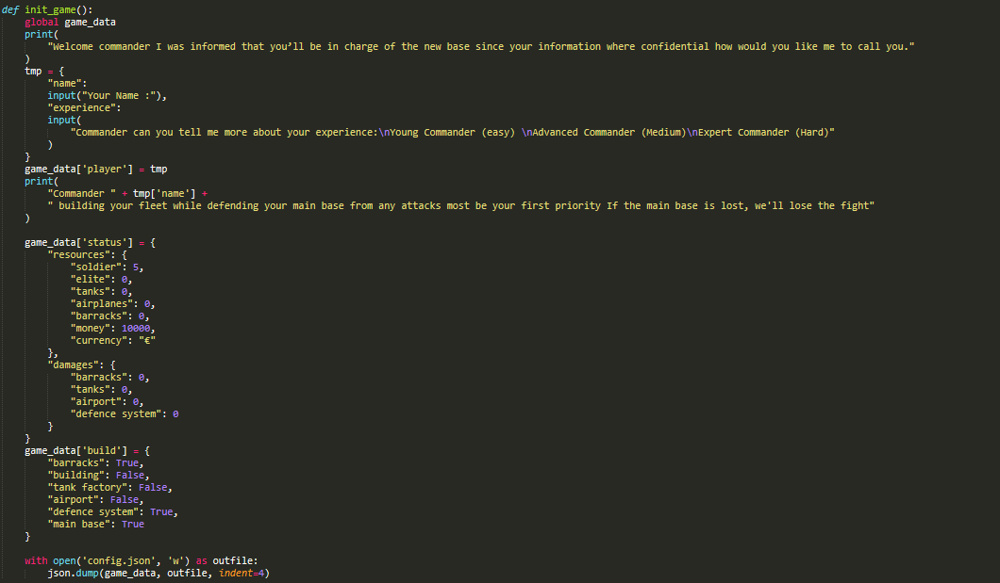 def init_game():
    global game_data
    print(
        "Welcome commander I was informed that you’ll be in charge of the new base since your information where confidential how would you like me to call you."
    )
    tmp = {
        "name":
        input("Your Name :"),
        "experience":
        input(
            "Commander can you tell me more about your experience:\nYoung Commander (easy) \nAdvanced Commander (Medium)\nExpert Commander (Hard)"
        )
    }
    game_data['player'] = tmp
    print(
        "Commander " + tmp['name'] +
        " building your fleet while defending your main base from any attacks most be your first priority If the main base is lost, we'll lose the fight"
    )

    game_data['status'] = {
        "resources": {
            "soldier": 5,
            "elite": 0,
            "tanks": 0,
            "airplanes": 0,
            "barracks": 0,
            "money": 10000,
            "currency": "€"
        },
        "damages": {
            "barracks": 0,
            "tanks": 0,
            "airport": 0,
            "defence system": 0
        }
    }
    game_data['build'] = {
        "barracks": True,
        "building": False,
        "tank factory": False,
        "airport": False,
        "defence system": True,
        "main base": True
    }

    with open('config.json', 'w') as outfile:
        json.dump(game_data, outfile, indent=4)